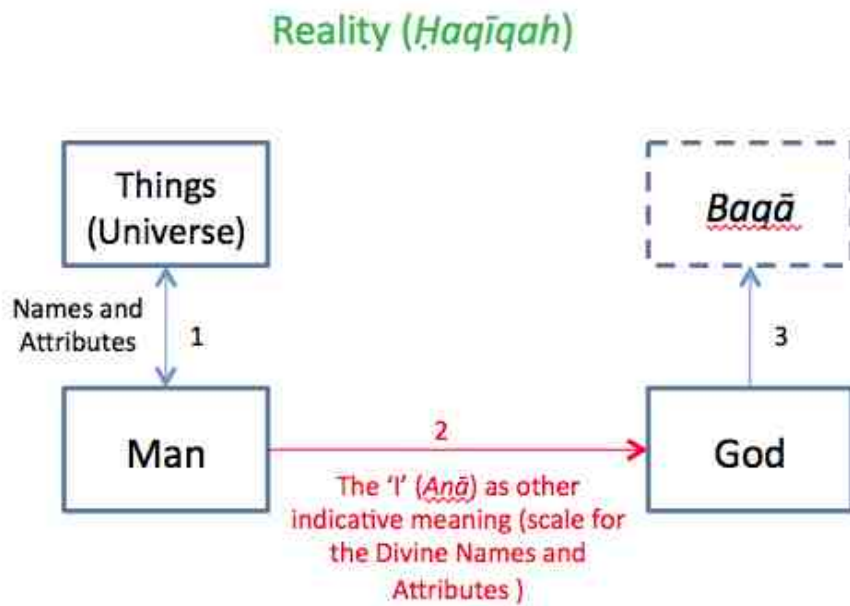 Reality (Ḥaqīqah)
Things
(Universe)
Baqā
Names and
Attributes
1
3
Man
2
God
The 'I' (Anā) as other
indicative meaning (scale for
the Divine Names and
Attributes )